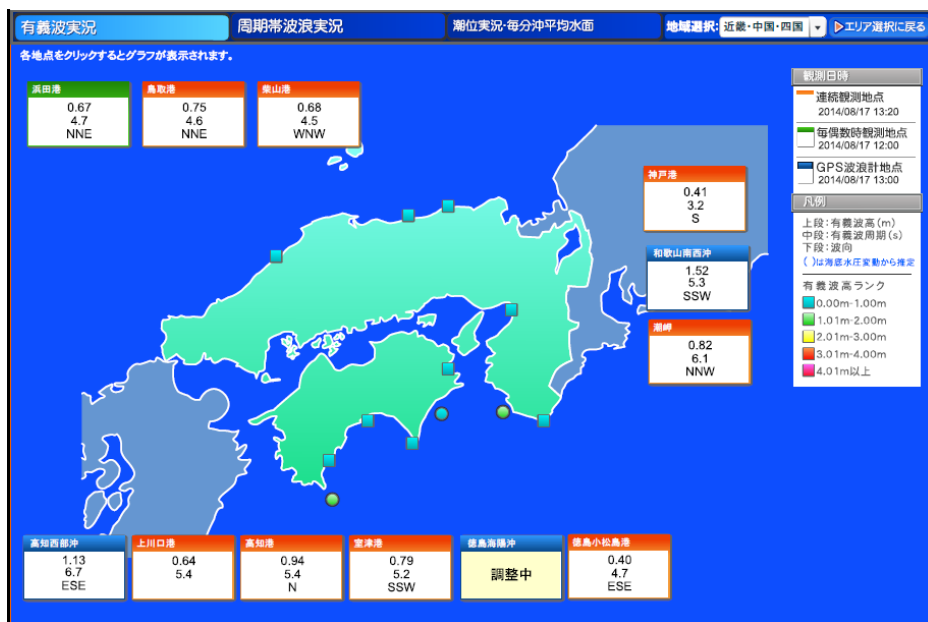 有義波実況
周期帯波浪実況
潮位実況・毎分沖平均水面
地域選択: 近畿・中国・四国
エリア選択に戻る
各地点をクリックするとグラフが表示されます。
浜田港
0.67
4.7
NNE
鳥取港
0.75
4.6
NNE
柴山港
0.68
4.5
WNW
神戸港
0.41
3.2
S
和歌山南西沖
1.52
5.3
SSW
潮岬
0.82
6.1
NNW
観測日時
連続観測地点
2014/08/17 13:20
毎偶数時観測地点
2014/08/17 12:00
GPS波浪計地点
2014/08/17 13:00
凡例
上段:有義波高(m)
中段:有義波周期(s)
下段:波向
( )は海底水圧変動から推定
有義波高ランク
0.00m-1.00m
1.01m-2.00m
2.01m-3.00m
3.01m-4.00m
4.01m以上
高知西部沖
1.13
6.7
ESE
上川口港
0.64
5.4
高知港
0.94
5.4
N
室津港
0.79
5.2
SSW
徳島海陽沖
調整中
徳島小松島港
0.40
4.7
ESE